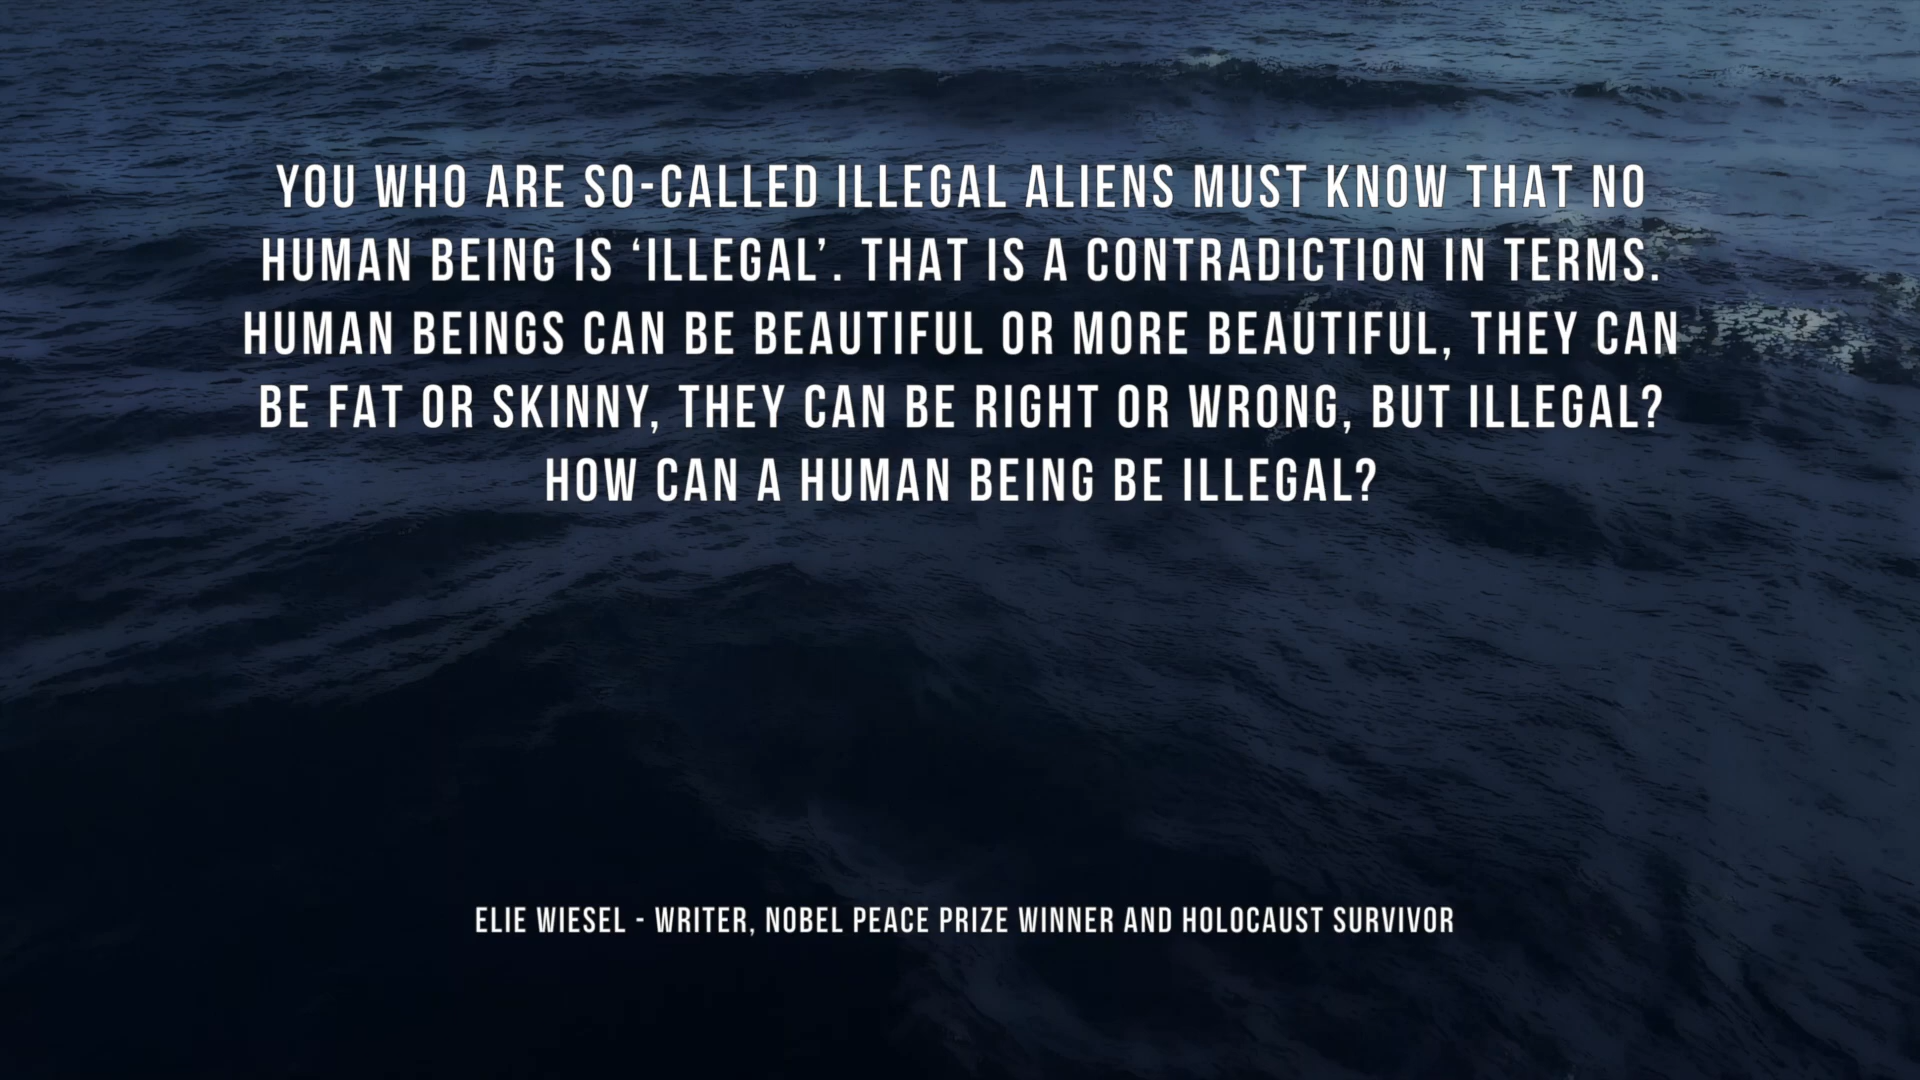 YOU WHO ARE SO-CALLED ILLEGAL ALIENS MUST KNOW THAT NO
HUMAN BEING IS ‘ILLEGAL’. THAT IS A CONTRADICTION IN TERMS.
HUMAN BEINGS CAN BE BEAUTIFUL OR MORE BEAUTIFUL, THEY CAN
BE FAT OR SKINNY, THEY CAN BE RIGHT OR WRONG, BUT ILLEGAL?
HOW CAN A HUMAN BEING BE ILLEGAL?
ELIE WIESEL - WRITER, NOBEL PEACE PRIZE WINNER AND HOLOCAUST SURVIVOR